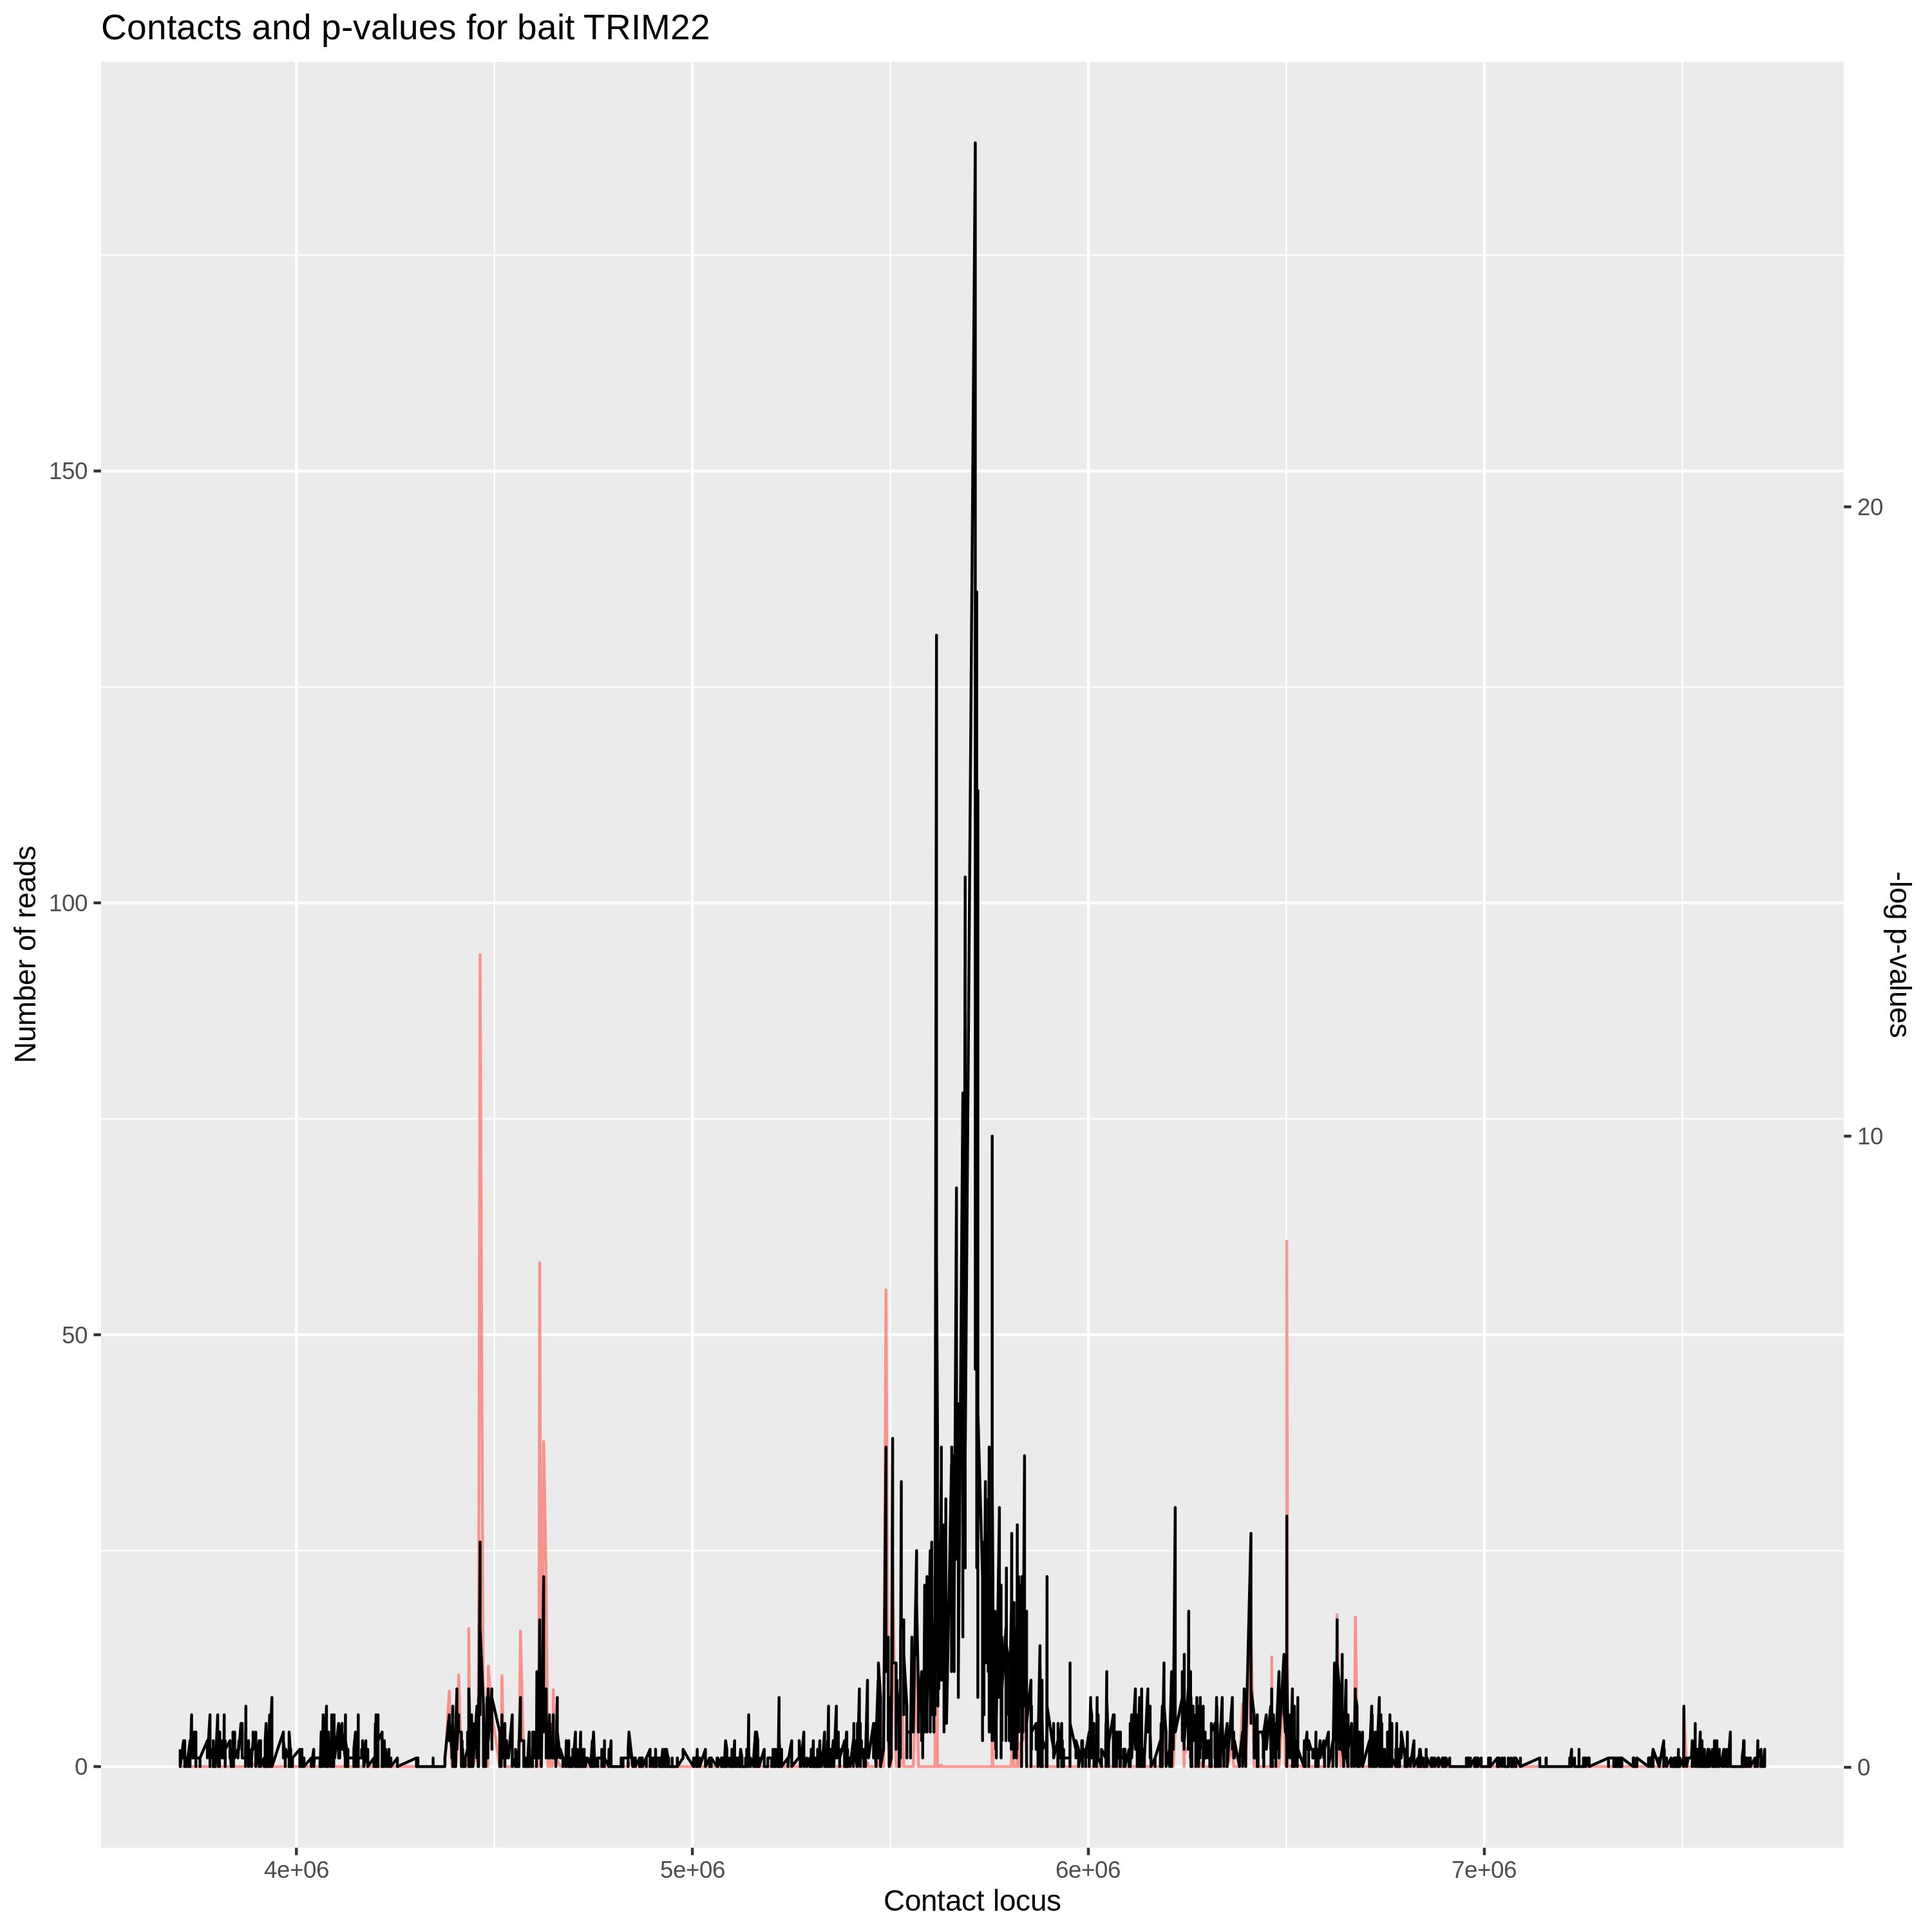 Contacts and p-values for bait TRIM22
150
100
50
0
Number of reads
20
10
0
-log p-values
4e+06 5e+06 6e+06 7e+06
Contact locus